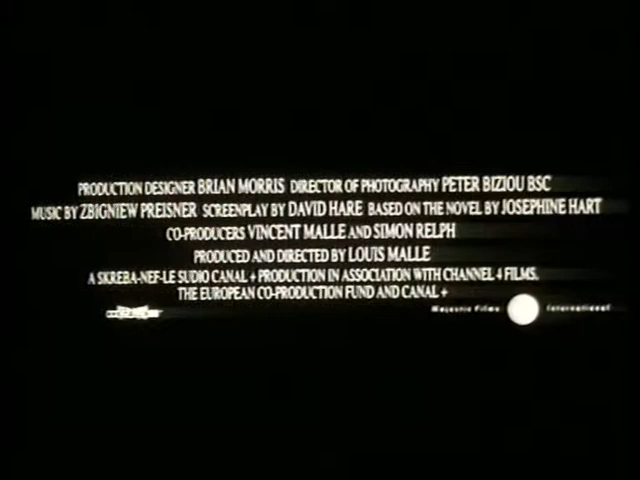 PRODUCTION DESIGNER BRIAN MORRIS DIRECTOR OF PHOTOGRAPHY PETER BIZIOU BSC
MUSIC BY ZBIGNIEW PREISNER SCREENPLAY BY DAVID HARE BASED ON THE NOVEL BY JOSEPHINE HART
CO-PRODUCERS VINCENT MALLE AND SIMON RELPH
PRODUCED AND DIRECTED BY LOUIS MALLE
A SKREBA-NEF-LE SUDIO CANAL + PRODUCTION IN ASSOCIATION WITH CHANNEL 4 FILMS.
THE EUROPEAN CO-PRODUCTION FUND AND CANAL +
Majestic Films International